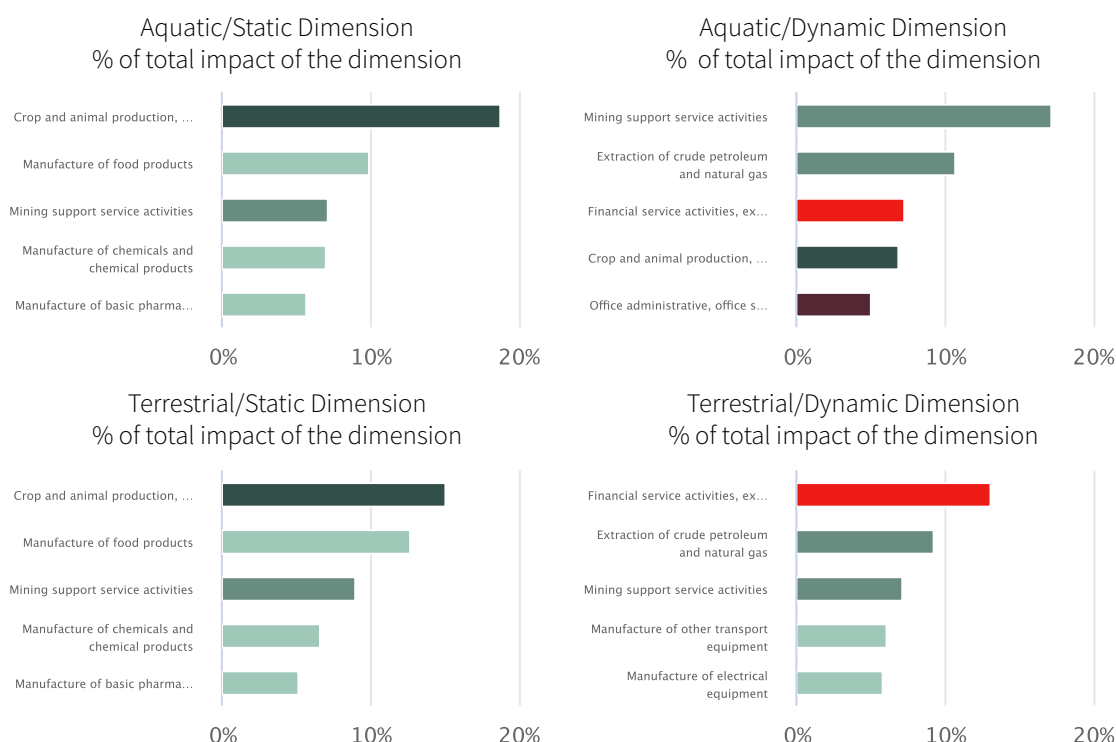 Aquatic/Static Dimension
% of total impact of the dimension
Crop and animal production, ...
Manufacture of food products
Mining support service activities
Manufacture of chemicals and
chemical products
Manufacture of basic pharma...
0%
10%
20%
Aquatic/Dynamic Dimension
% of total impact of the dimension
Mining support service activities
Extraction of crude petroleum
and natural gas
Financial service activities, ex...
Crop and animal production, ...
Office administrative, office s...
0%
10%
20%
Terrestrial/Static Dimension
% of total impact of the dimension
Crop and animal production, ...
Manufacture of food products
Mining support service activities
Manufacture of chemicals and
chemical products
Manufacture of basic pharma...
0%
10%
20%
Terrestrial/Dynamic Dimension
% of total impact of the dimension
Financial service activities, ex...
Extraction of crude petroleum
and natural gas
Mining support service activities
Manufacture of other transport
equipment
Manufacture of electrical
equipment
0%
10%
20%